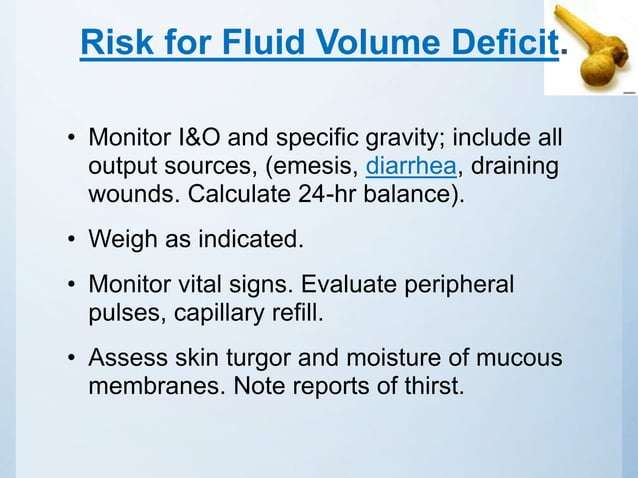 Risk for Fluid Volume Deficit.
• Monitor I&O and specific gravity; include all
output sources, (emesis, diarrhea, draining
wounds. Calculate 24-hr balance).
• Weigh as indicated.
• Monitor vital signs. Evaluate peripheral
pulses, capillary refill.
• Assess skin turgor and moisture of mucous
membranes. Note reports of thirst.